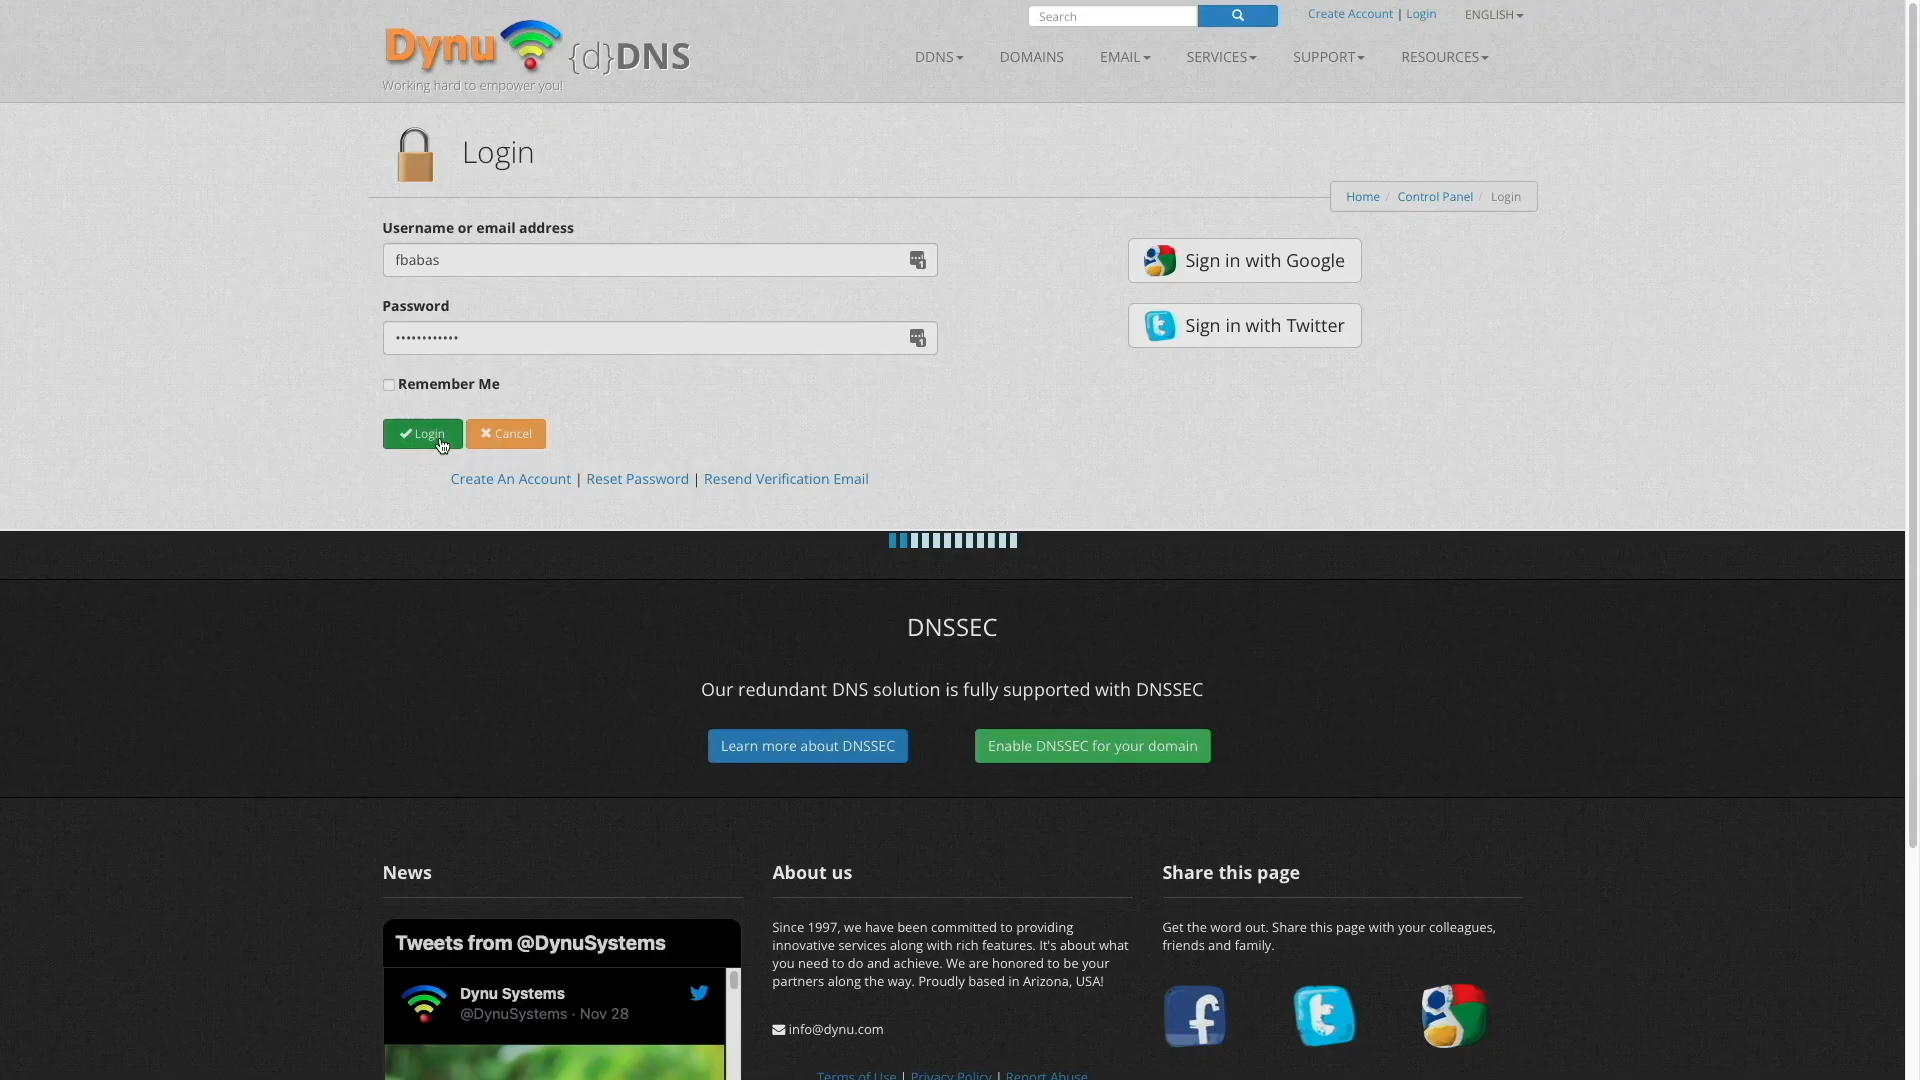 Search
Create Account | Login
ENGLISH
Dynu {d}DNS
Working hard to empower you!
DDNS
DOMAINS
EMAIL
SERVICES
SUPPORT
RESOURCES
Login
Home / Control Panel / Login
Username or email address
fbabas
Sign in with Google
Password
••••••••••••
Sign in with Twitter
Remember Me
Login
Cancel
Create An Account | Reset Password | Resend Verification Email
DNSSEC
Our redundant DNS solution is fully supported with DNSSEC
Learn more about DNSSEC
Enable DNSSEC for your domain
News
Tweets from @DynuSystems
Dynu Systems
@DynuSystems · Nov 28
About us
Since 1997, we have been committed to providing
innovative services along with rich features. It's about what
you need to do and achieve. We are honored to be your
partners along the way. Proudly based in Arizona, USA!
info@dynu.com
Terms of Use | Privacy Policy | Report Abuse
Share this page
Get the word out. Share this page with your colleagues,
friends and family.